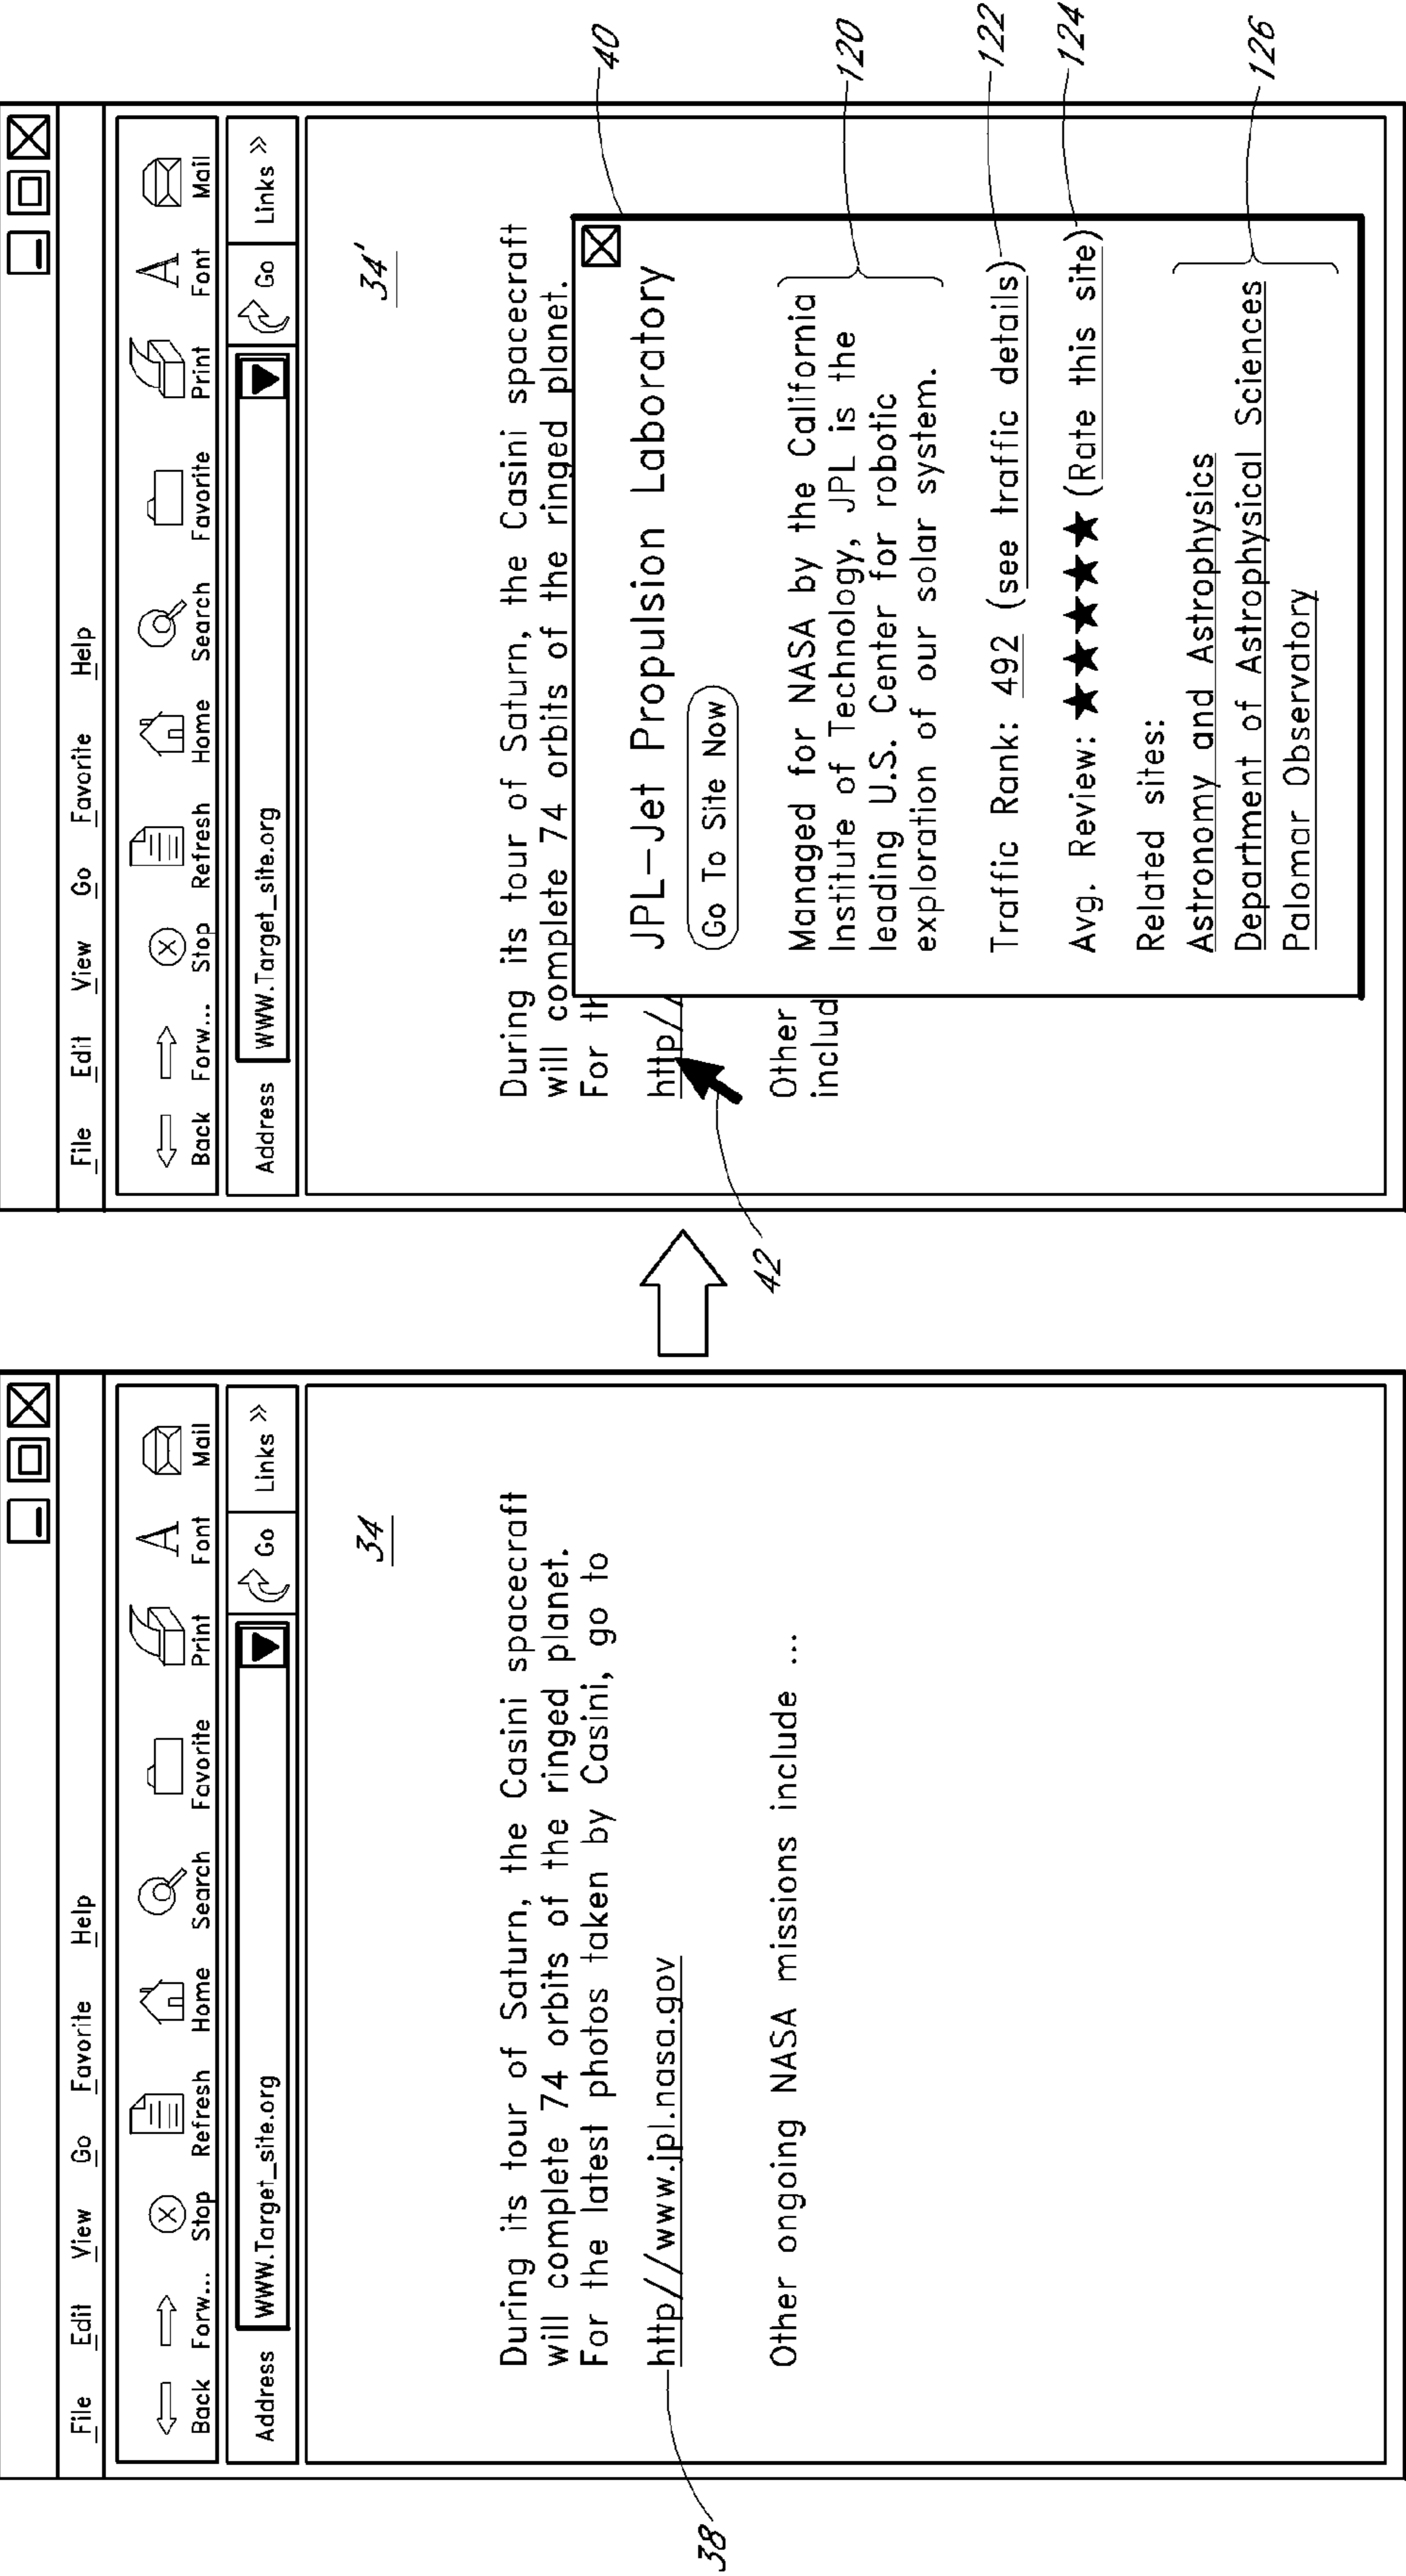 File Edit View Go Favorite Help
Back Forw... Stop Refresh Home Search Favorite Print Font Mail
Address WWW.Target_site.org Go Links »
34
During its tour of Saturn, the Casini spacecraft
will complete 74 orbits of the ringed planet.
For the latest photos taken by Casini, go to
http//www.jpl.nasa.gov
Other ongoing NASA missions include ...
38
File Edit View Go Favorite Help
Back Forw... Stop Refresh Home Search Favorite Print Font Mail
Address WWW.Target_site.org Go Links »
34'
During its tour of Saturn, the Casini spacecraft
will complete 74 orbits of the ringed planet.
For th
http//
Other
includ
42
40
JPL-Jet Propulsion Laboratory
Go To Site Now
Managed for NASA by the California
Institute of Technology, JPL is the
leading U.S. Center for robotic
exploration of our solar system.
120
Traffic Rank: 492 (see traffic details)
122
Avg. Review: ★★★★★ (Rate this site)
124
Related sites:
Astronomy and Astrophysics
Department of Astrophysical Sciences
Palomar Observatory
126